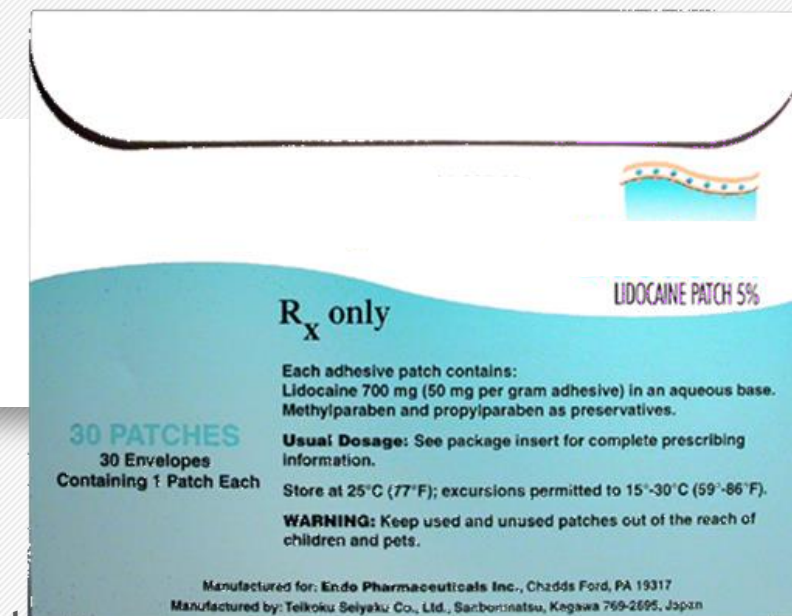 LIDOCAINE PATCH 5%
Rx only
Each adhesive patch contains:
Lidocaine 700 mg (50 mg per gram adhesive) in an aqueous base.
Methylparaben and propylparaben as preservatives.
30 PATCHES
30 Envelopes
Containing 1 Patch Each
Usual Dosage: See package insert for complete prescribing
information.
Store at 25°C (77°F); excursions permitted to 15°-30°C (59°-86°F).
WARNING: Keep used and unused patches out of the reach of
children and pets.
Manufactured for: Endo Pharmaceuticals Inc., Chadds Ford, PA 19317
Manufactured by: Teikoku Seiyaku Co., Ltd., Kagawa 769-2695, Japan